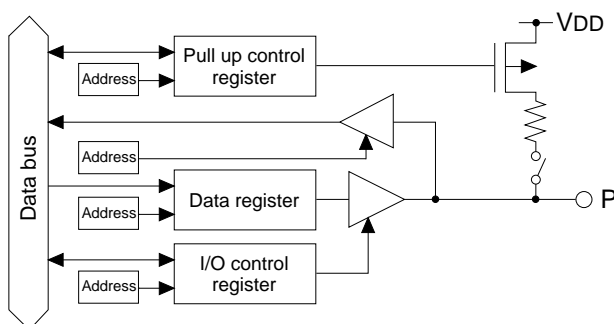 VDD
Pull up control
register
Address
Address
Data bus
Data register
Address
P
I/O control
register
Address